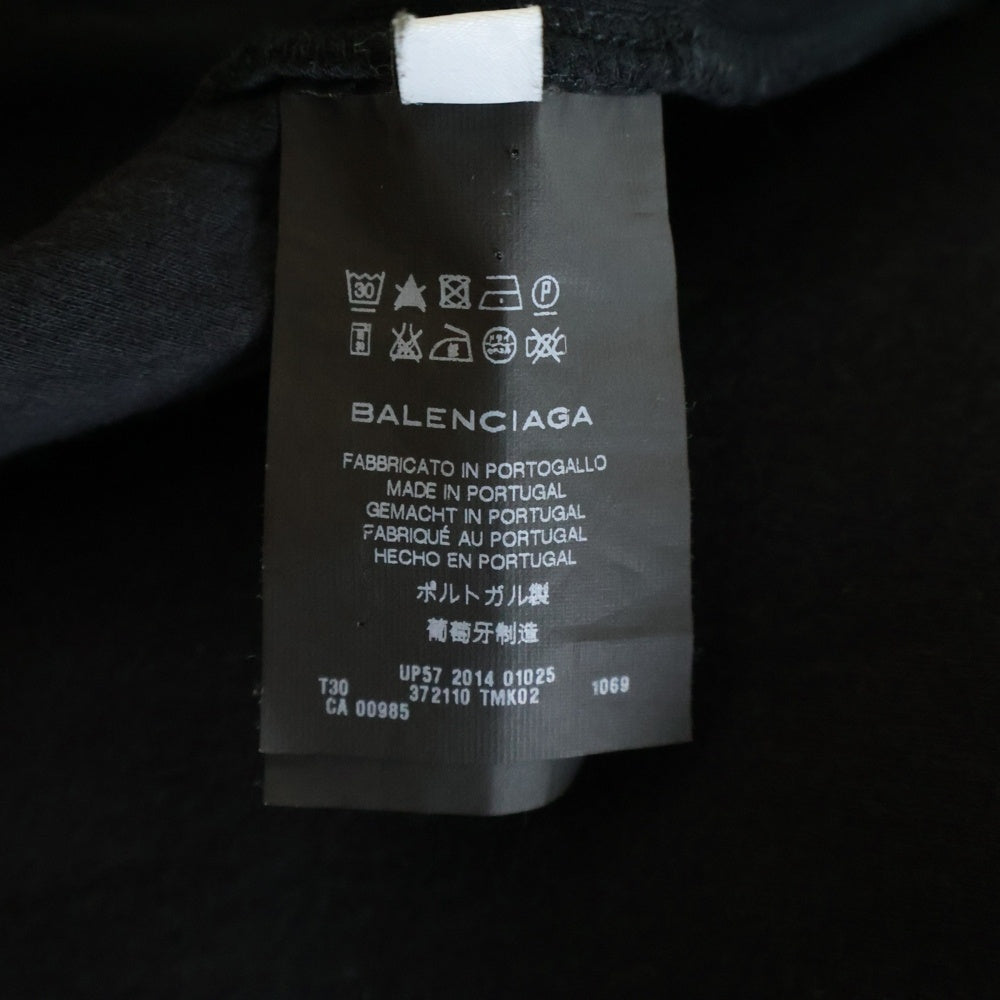 30 P
BALENCIAGA
FABBRICATO IN PORTOGALLO
MADE IN PORTUGAL
GEMACHT IN PORTUGAL
FABRIQUÉ AU PORTUGAL
HECHO EN PORTUGAL
ポルトガル製
葡萄牙制造
UP57 2014 01025
T30 372110 TMK02 1069
CA 00985